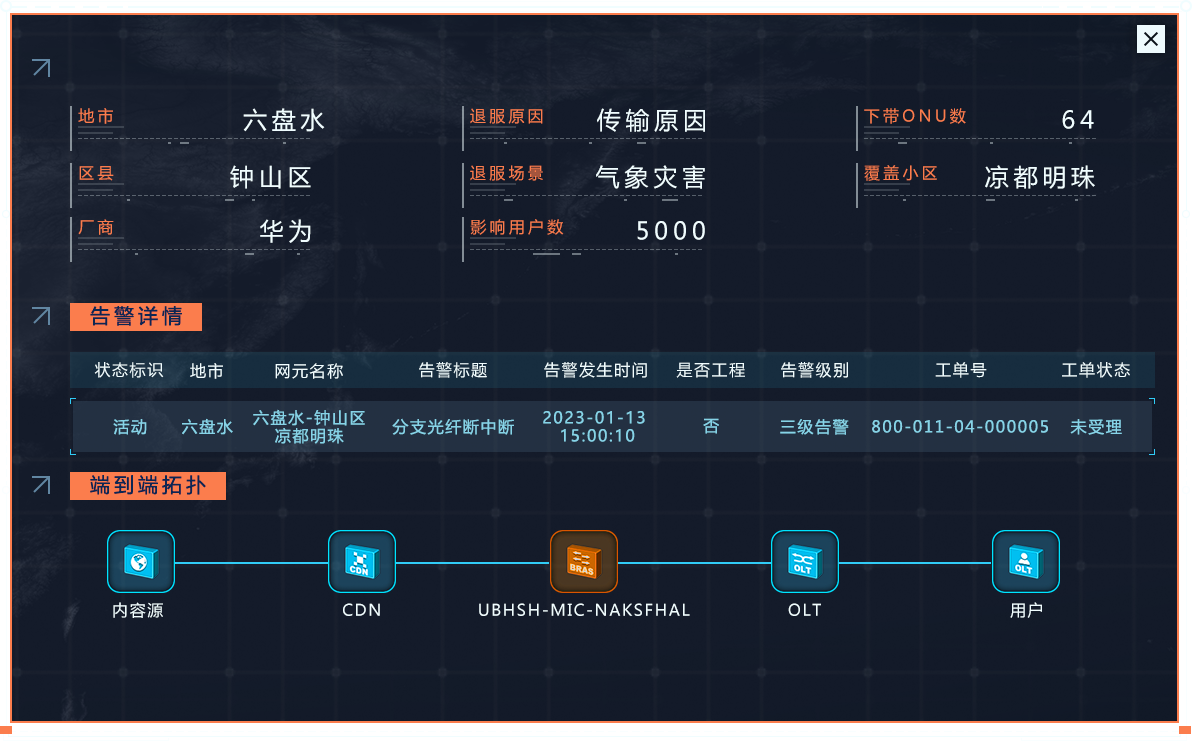 地市 六盘水 退服原因 传输原因 下带ONU数 64
区县 钟山区 退服场景 气象灾害 覆盖小区 凉都明珠
厂商 华为 影响用户数 5000
告警详情
状态标识 地市 网元名称 告警标题 告警发生时间 是否工程 告警级别 工单号 工单状态
活动 六盘水 六盘水-钟山区 分支光纤断中断 2023-01-13 否 三级告警 800-011-04-000005 未受理
凉都明珠 15:00:10
端到端拓扑
CDN BRAS OLT OLT
内容源 CDN UBHSH-MIC-NAKSFHAL OLT 用户